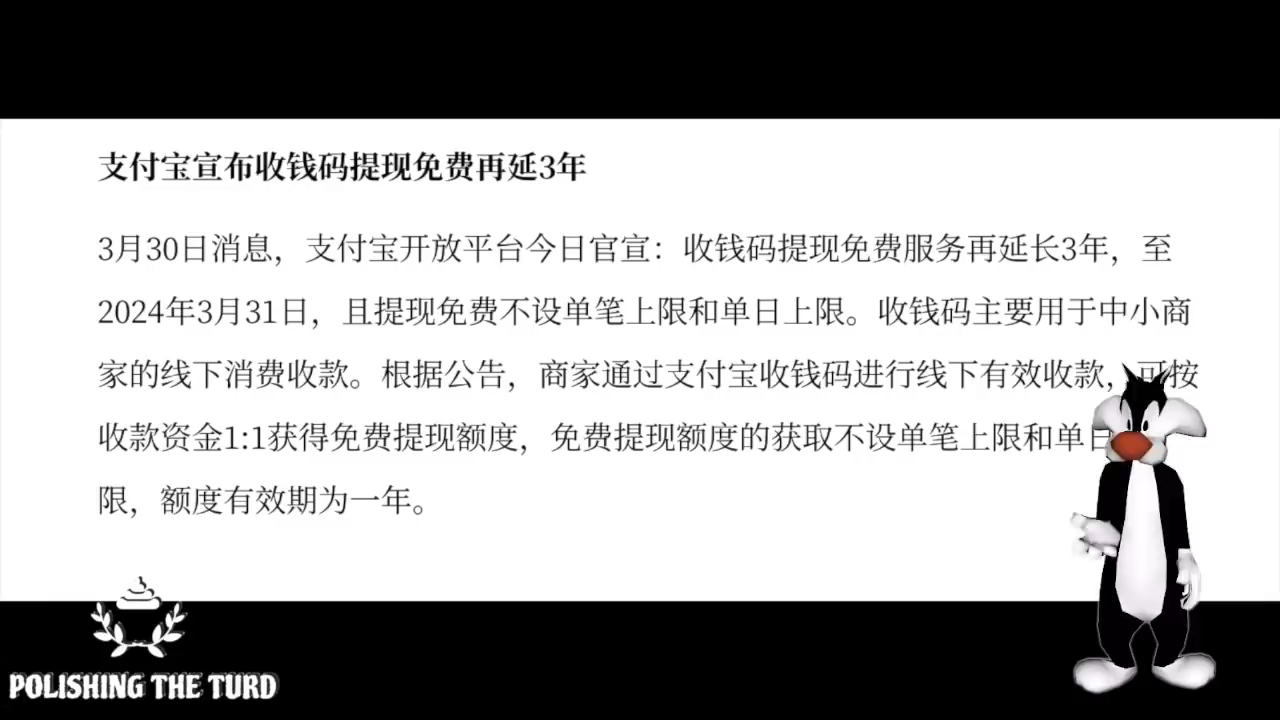 支付宝宣布收钱码提现免费再延3年
3月30日消息，支付宝开放平台今日官宣：收钱码提现免费服务再延长3年，至
2024年3月31日，且提现免费不设单笔上限和单日上限。收钱码主要用于中小商
家的线下消费收款。根据公告，商家通过支付宝收钱码进行线下有效收款，可按
收款资金1:1获得免费提现额度，免费提现额度的获取不设单笔上限和单日
限，额度有效期为一年。
POLISHING THE TURD